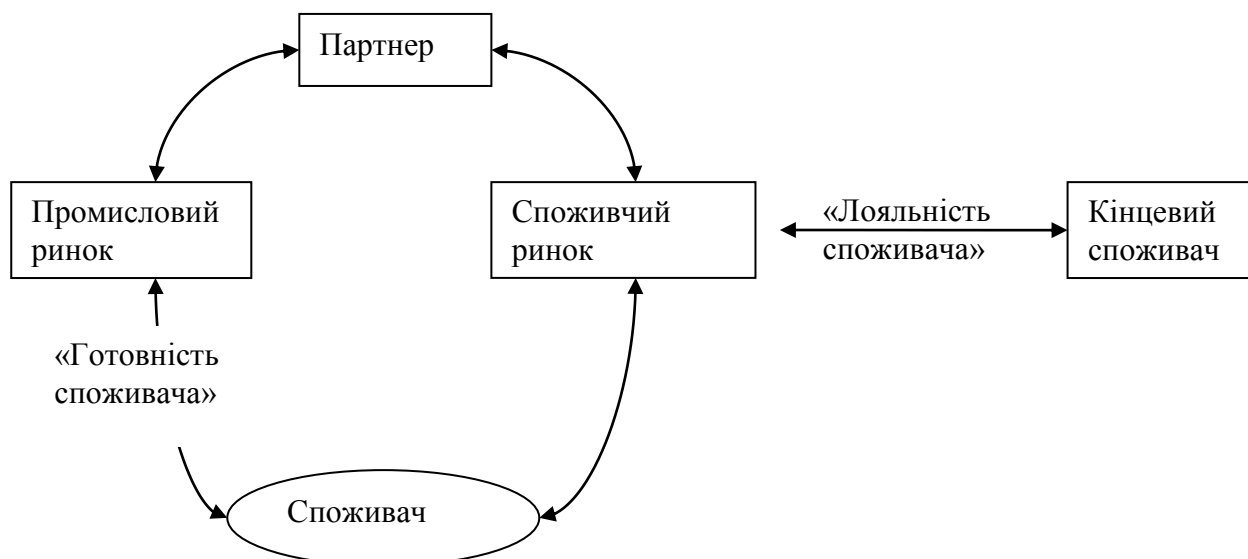 Партнер
Промисловий
ринок
Споживчий
ринок
«Лояльність
споживача»
Кінцевий
споживач
«Готовність
споживача»
Споживач